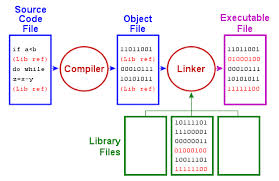 Source
Code
File
Object
File
Executable
File
if a<b
(Lib ref)
do while
z=x-y
(Lib ref)
Compiler
11011001
(Lib ref)
00010111
10101011
(Lib ref)
Linker
11011001
01000100
00010111
10101011
11111100
Library
Files
10111101
11100001
00000011
01000100
10011101
11111100